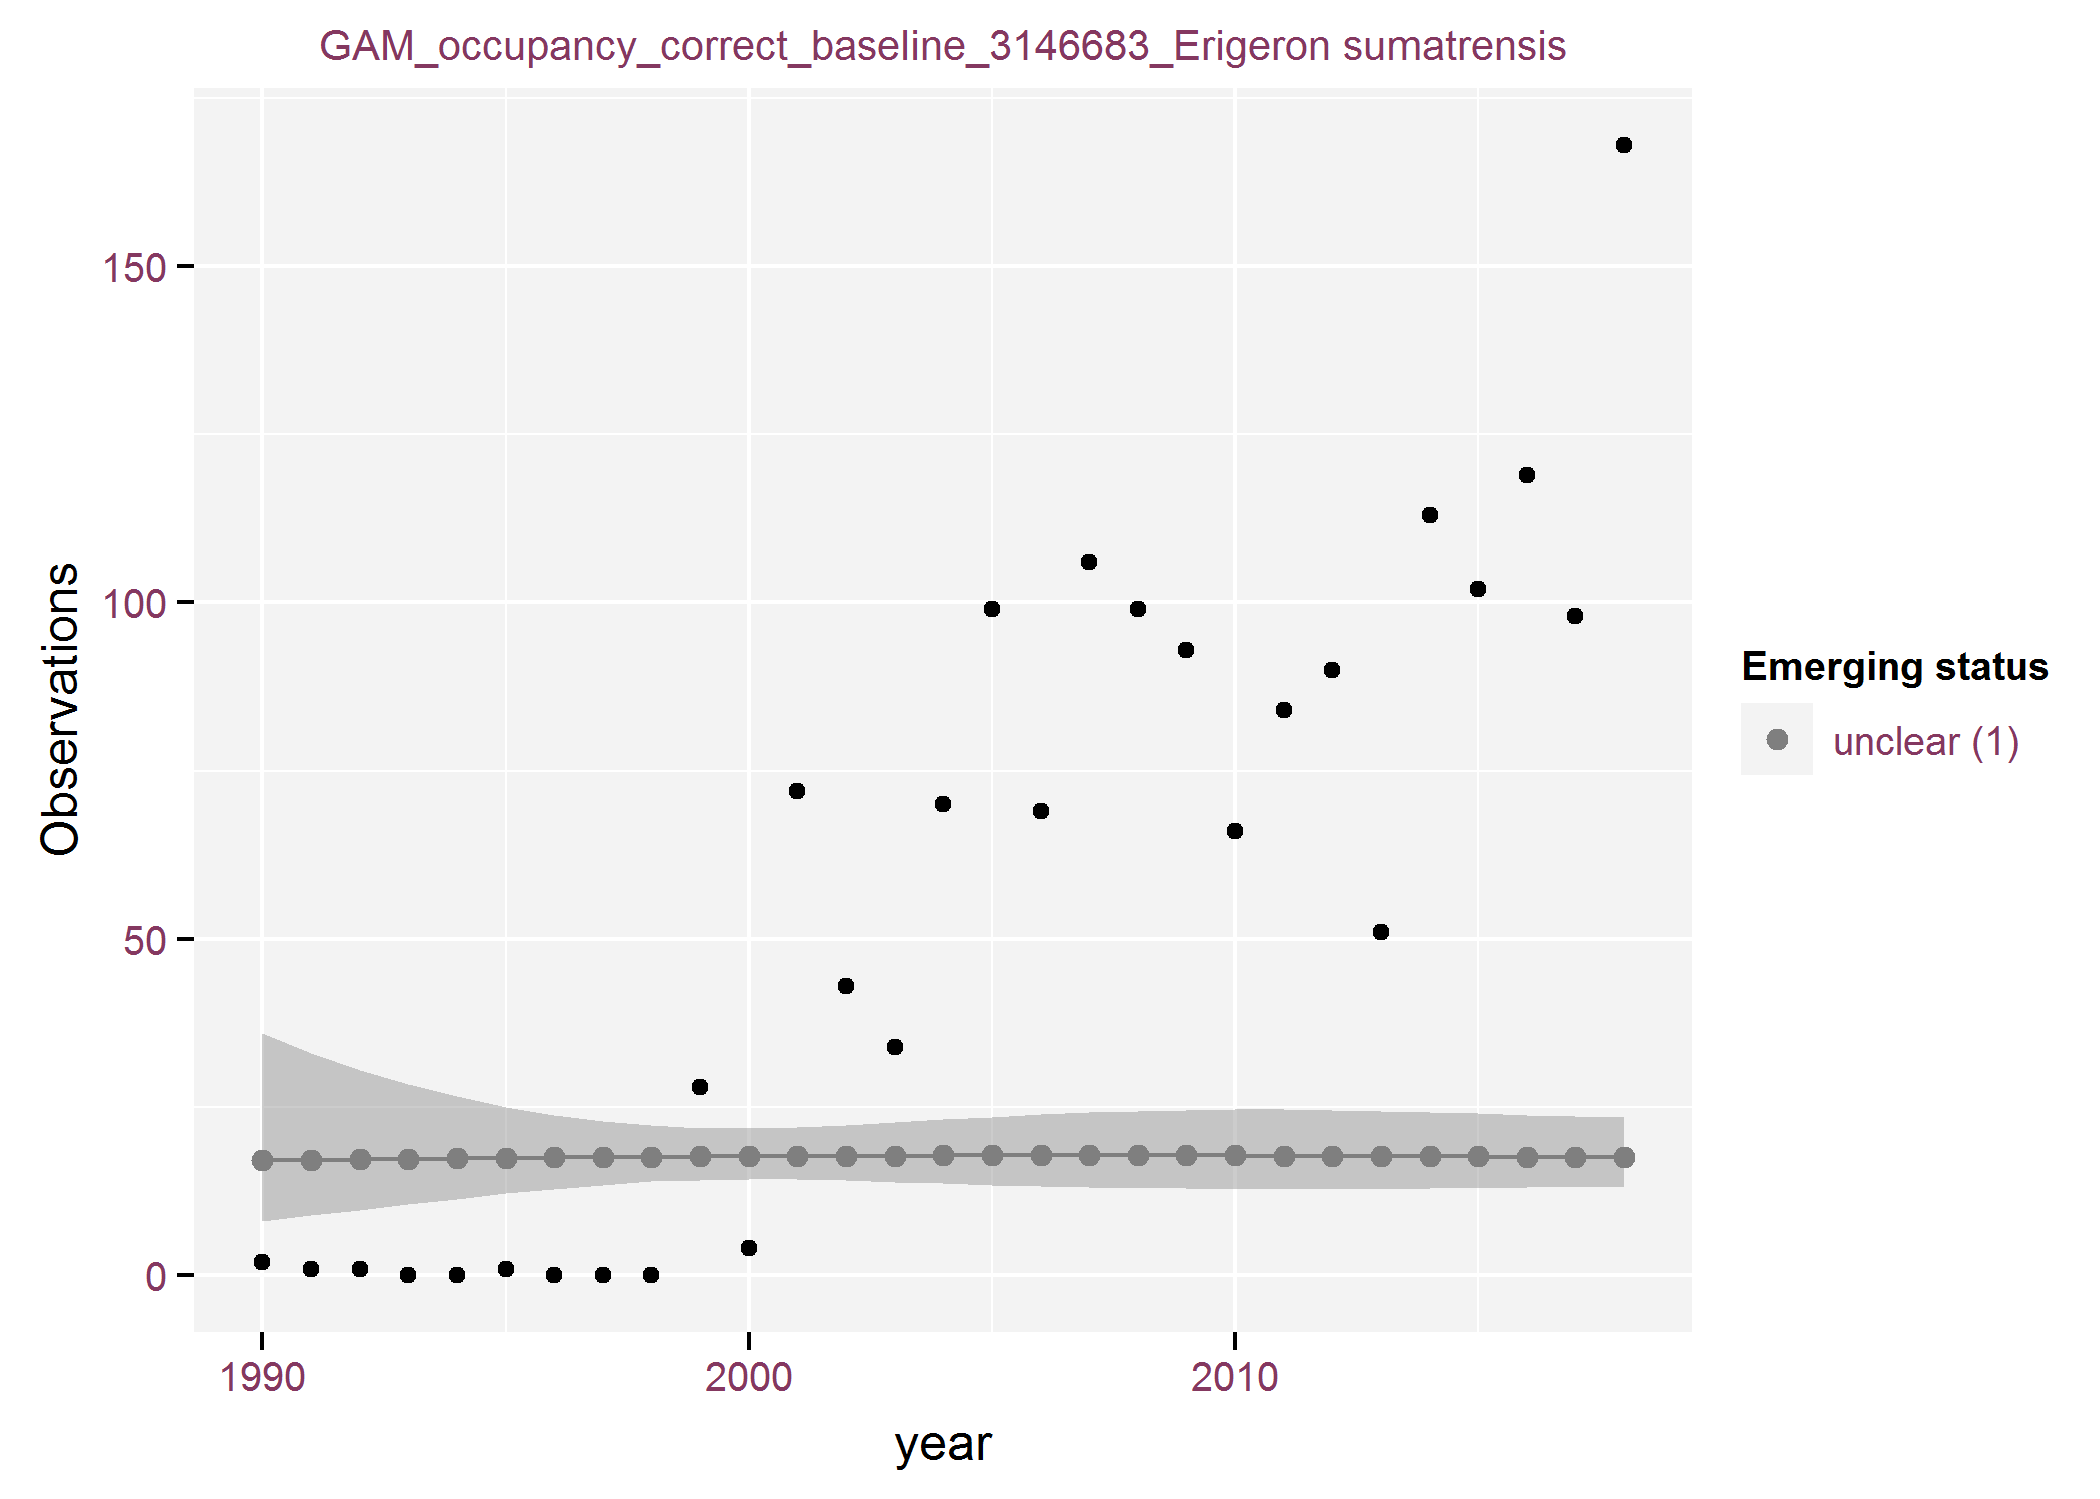 GAM_occupancy_correct_baseline_3146683_Erigeron sumatrensis
150
100
50
0
Observations
1990 2000 2010
year
Emerging status
unclear (1)